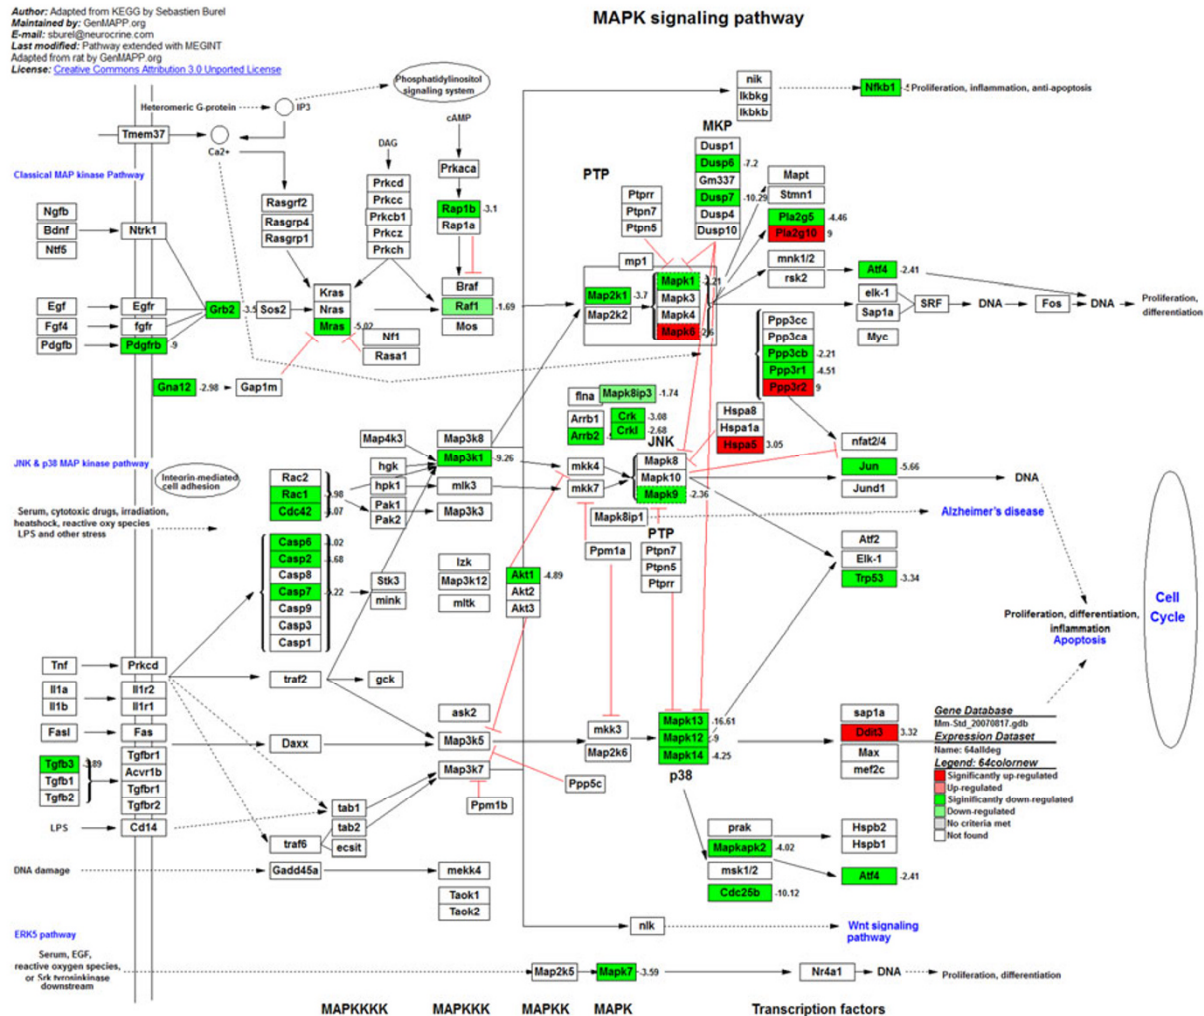 Author: Adapted from KEGG by Sebastien Burel
Maintained by: GenMAPP.org
E-mail: sburel@neurocrine.com
Last modified: Pathway extended with MEGINT
Adapted from rat by GenMAPP.org
License: Creative Commons Attribution 3.0 Unported License
MAPK signaling pathway
Phosphatidylinositol
signaling system
Heteromeric G-protein
IP3
Tmem37
Ca2+
cAMP
DAG
Prkaca
nik
Ikbkg
Ikbkb
Nfkb1
Proliferation, inflammation, anti-apoptosis
Classical MAP kinase Pathway
Ngfb
Bdnf
Ntf5
Ntrk1
Rasgrf2
Rasgrp4
Rasgrp1
Prkcd
Prkcc
Prkcb1
Prkcz
Prkch
Rap1b -3.1
Rap1a
PTP
Ptprr
Ptpn7
Ptpn5
MKP
Dusp1
Dusp6 -7.2
Gm337
Dusp7 -10.29
Dusp4
Dusp10
Mapt
Stmn1
Pla2g5 -4.46
Pla2g10 9
mnk1/2
rsk2
Atf4 -2.41
Egf
Fgf4
Pdgfb
Egfr
fgfr
Pdgfrb -9
Grb2 -3.5
Sos2
Kras
Nras
Mras -5.02
Nf1
Rasa1
Gna12 -2.98
Gap1m
Braf
Raf1 -1.69
Mos
mp1
Map2k1 -3.7
Map2k2
Mapk1 -2.21
Mapk3
Mapk4
Mapk6 2.6
elk-1
Sap1a
Myc
SRF
DNA
Fos
DNA
Proliferation,
differentiation
Ppp3cc
Ppp3ca
Ppp3cb -2.21
Ppp3r1 -4.51
Ppp3r2 9
flna
Mapk8ip3 -1.74
Arrb1
Arrb2
Crk -3.08
Crkl -2.68
Hspa8
Hspa1a
Hspa5 3.05
nfat2/4
Jun -5.66
Jund1
DNA
JNK & p38 MAP kinase pathway
Integrin-mediated
cell adhesion
Serum, cytotoxic drugs, irradiation,
heatshock, reactive oxy species
LPS and other stress
Rac2
Rac1
Cdc42
Map4k3
hgk
hpk1
Pak1
Pak2
Map3k8
Map3k1 -9.26
mlk3
Map3k3
mkk4
mkk7
JNK
Mapk8
Mapk10
Mapk9 -2.36
Mapk8ip1
Alzheimer's disease
Casp6
Casp2
Casp8
Casp7
Casp9
Casp3
Casp1
Stk3
mink
lzk
Map3k12
mltk
Akt1 -4.89
Akt2
Akt3
Ppm1a
PTP
Ptpn7
Ptpn5
Ptprr
Atf2
Elk-1
Trp53 -3.34
Proliferation, differentiation,
inflammation
Apoptosis
Cell
Cycle
Tnf
Prkcd
Il1a
Il1b
Il1r2
Il1r1
Fasl
Fas
Tgfb3
Tgfb1
Tgfb2
Tgfbr1
Acvr1b
Tgfbr1
Tgfbr2
LPS
Cd14
traf2
gck
Daxx
ask2
Map3k5
Map3k7
Ppm1b
Ppp5c
tab1
tab2
ecsit
traf6
mkk3
Map2k6
Mapk13 -16.61
Mapk12 -9
Mapk14 -4.25
p38
sap1a
Ddit3 3.32
Max
mef2c
Gene Database
Mm-Std_20070817.gdb
Expression Dataset
Name: 64alldeg
Legend: 64colornew
Significantly up-regulated
Up-regulated
Siginificantly down-regulated
Down-regulated
No criteria met
Not found
DNA damage
Gadd45a
mekk4
Taok1
Taok2
prak
Mapkapk2 -4.02
msk1/2
Cdc25b -10.12
Hspb2
Hspb1
Atf4 -2.41
ERK5 pathway
Serum, EGF,
reactive oxygen species,
or Srk tyrosinkinase
downstream
nlk
Wnt signaling
pathway
Map2k5
Mapk7 -3.59
Nr4a1
DNA
Proliferation, differentiation
MAPKKKK
MAPKKK
MAPKK
MAPK
Transcription factors